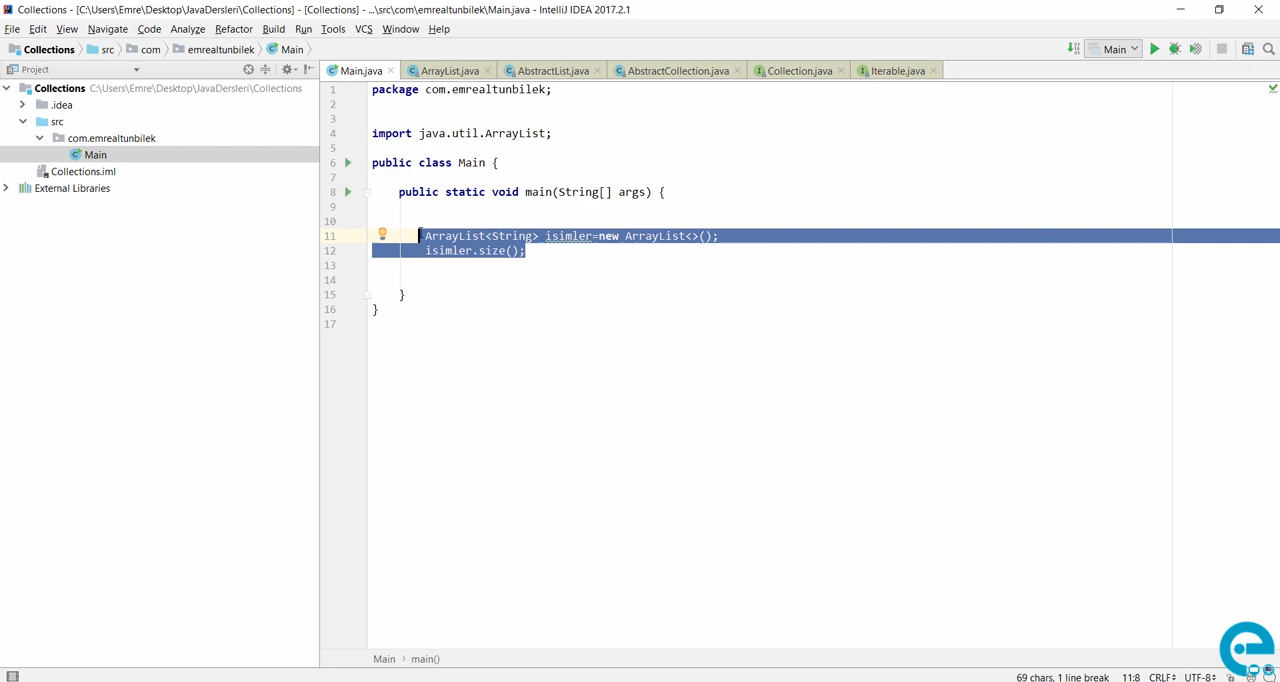 Collections - [C:\Users\Emre\Desktop\JavaDersleri\Collections] - [Collections] - ...\src\com\emrealtunbilek\Main.java - IntelliJ IDEA 2017.2.1
File Edit View Navigate Code Analyze Refactor Build Run Tools VCS Window Help
Collections src com emrealtunbilek Main Main
Project Main.java ArrayList.java AbstractList.java AbstractCollection.java Collection.java Iterable.java
Collections C:\Users\Emre\Desktop\JavaDersleri\Collections
.idea
src
com.emrealtunbilek
Main
Collections.iml
External Libraries
1 package com.emrealtunbilek;
2
3
4 import java.util.ArrayList;
5
6 public class Main {
7
8 public static void main(String[] args) {
9
10
11 ArrayList<String> isimler=new ArrayList<>();
12 isimler.size();
13
14
15 }
16 }
17
Main main()
69 chars, 1 line break 11:8 CRLF UTF-8